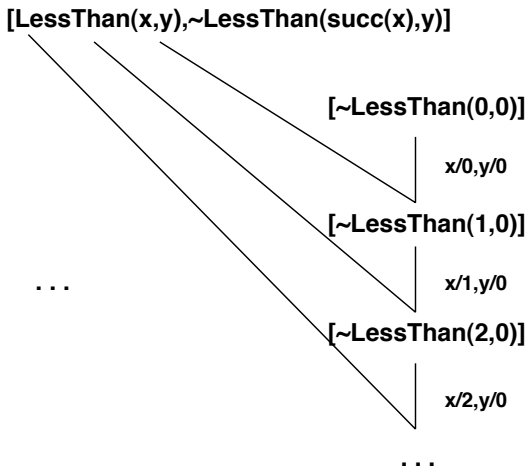 [LessThan(x,y),~LessThan(succ(x),y)]
[~LessThan(0,0)]
x/0,y/0
[~LessThan(1,0)]
. . .
x/1,y/0
[~LessThan(2,0)]
x/2,y/0
. . .